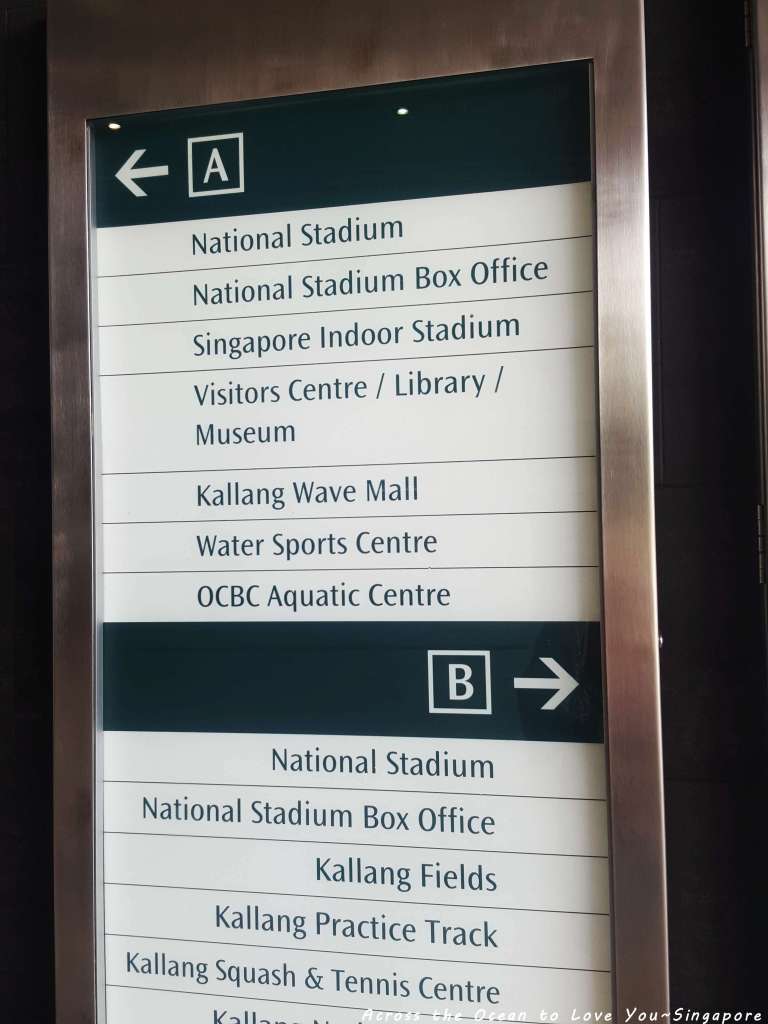 A
National Stadium
National Stadium Box Office
Singapore Indoor Stadium
Visitors Centre / Library /
Museum
Kallang Wave Mall
Water Sports Centre
OCBC Aquatic Centre
B
National Stadium
National Stadium Box Office
Kallang Fields
Kallang Practice Track
Kallang Squash & Tennis Centre
Kallang
Across the Ocean to Love You~Singapore